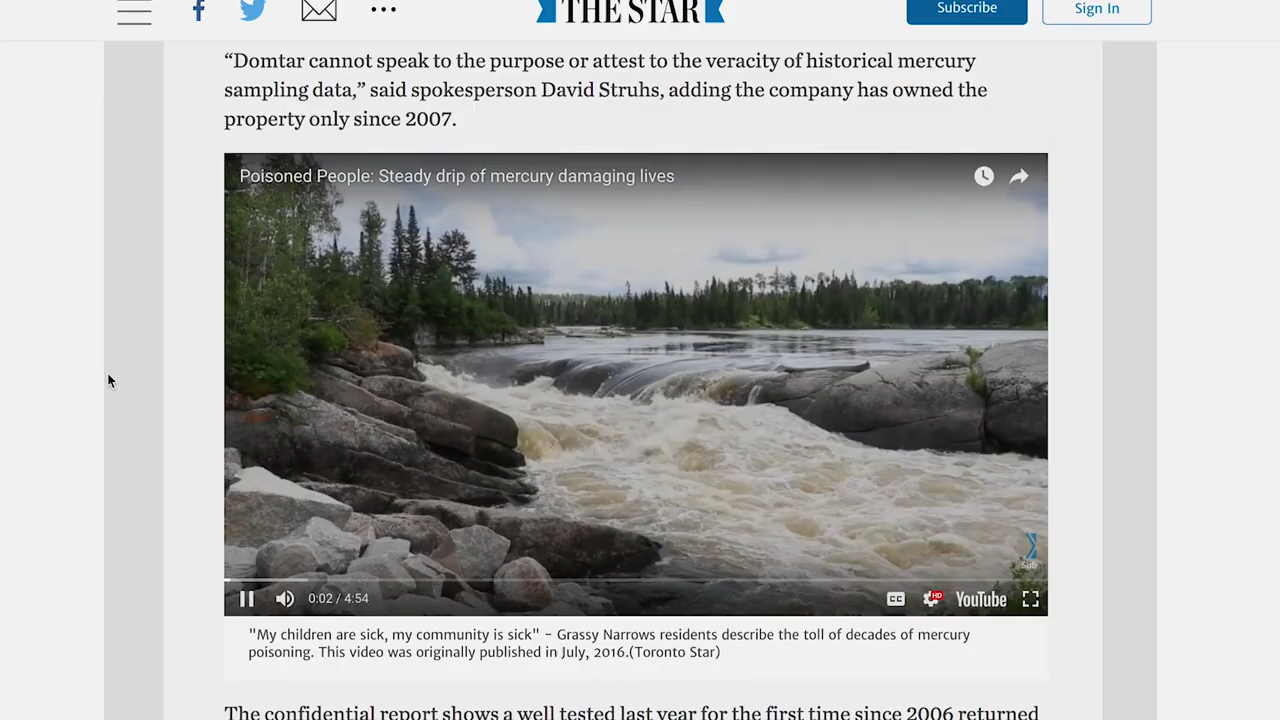 THE STAR
Subscribe
Sign In
“Domtar cannot speak to the purpose or attest to the veracity of historical mercury
sampling data,” said spokesperson David Struhs, adding the company has owned the
property only since 2007.
Poisoned People: Steady drip of mercury damaging lives
Sub
0:02 / 4:54
CC
HD
YouTube
"My children are sick, my community is sick" – Grassy Narrows residents describe the toll of decades of mercury
poisoning. This video was originally published in July, 2016.(Toronto Star)
The confidential report shows a well tested last year for the first time since 2006 returned